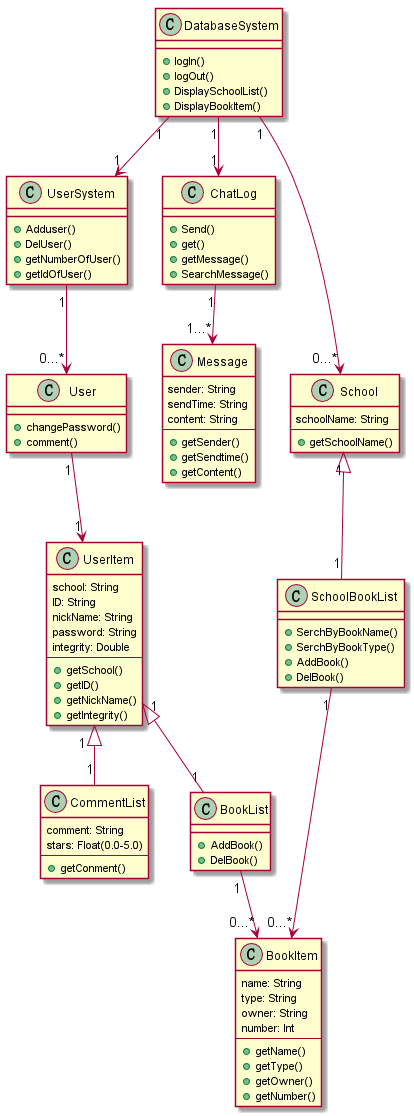 C DatabaseSystem
logIn()
logOut()
DisplaySchoolList()
DisplayBookItem()
1 1 1
1 1
C UserSystem
Adduser()
DelUser()
getNumberOfUser()
getIdOfUser()
C ChatLog
Send()
get()
getMessage()
SearchMessage()
1 1
0...* 1...* 0...*
C User
changePassword()
comment()
C Message
sender: String
sendTime: String
content: String
getSender()
getSendtime()
getContent()
C School
schoolName: String
getSchoolName()
1 1
1 1
C UserItem
school: String
ID: String
nickName: String
password: String
integrity: Double
getSchool()
getID()
getNickName()
getIntegrity()
C SchoolBookList
SerchByBookName()
SerchByBookType()
AddBook()
DelBook()
1 1 1
1 1
C CommentList
comment: String
stars: Float(0.0-5.0)
getConment()
C BookList
AddBook()
DelBook()
1
0...* 0...*
C BookItem
name: String
type: String
owner: String
number: Int
getName()
getType()
getOwner()
getNumber()